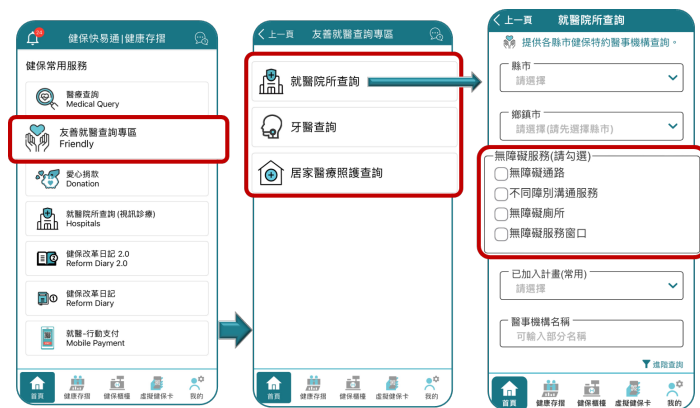 24
健保快易通|健康存摺
健保常用服務
醫療查詢
Medical Query
友善就醫查詢專區
Friendly
愛心捐款
Donation
就醫院所查詢(視訊診療)
Hospitals
健保改革日記 2.0
Reform Diary 2.0
健保改革日記
Reform Diary
就醫-行動支付
Mobile Payment
首頁
健康存摺
健保櫃檯
虛擬健保卡
我的
上一頁
友善就醫查詢專區
就醫院所查詢
牙醫查詢
居家醫療照護查詢
首頁
健康存摺
健保櫃檯
虛擬健保卡
我的
上一頁
就醫院所查詢
提供各縣市健保特約醫事機構查詢。
縣市
請選擇
鄉鎮市
請選擇(請先選擇縣市)
無障礙服務(請勾選)
無障礙通路
不同障別溝通服務
無障礙廁所
無障礙服務窗口
已加入計畫(常用)
請選擇
醫事機構名稱
可輸入部分名稱
進階查詢
首頁
健康存摺
健保櫃檯
虛擬健保卡
我的